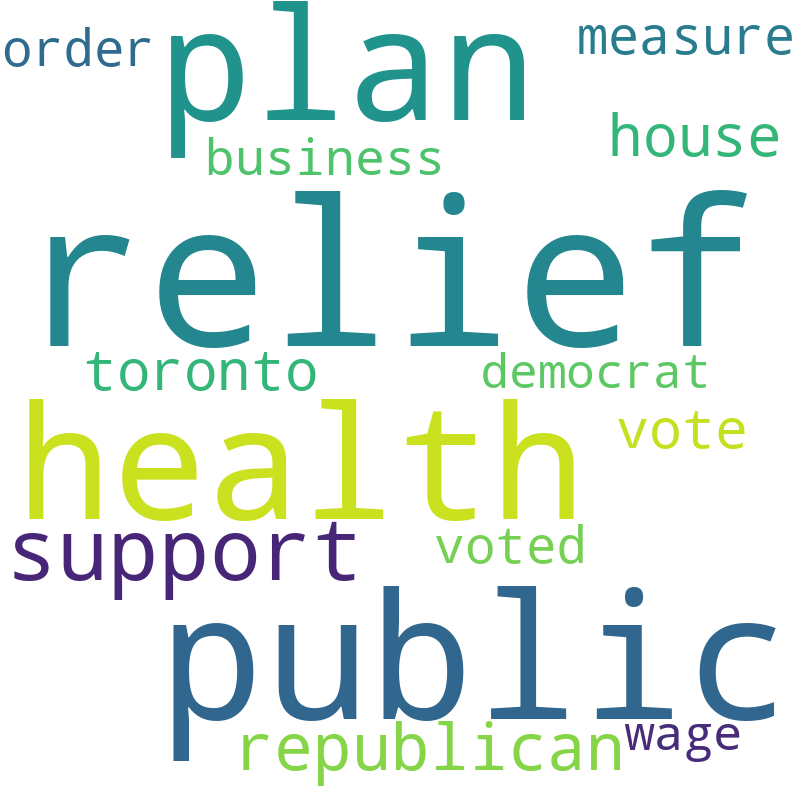 order plan measure
business house
relief
toronto democrat
health vote
support voted
public
republican wage